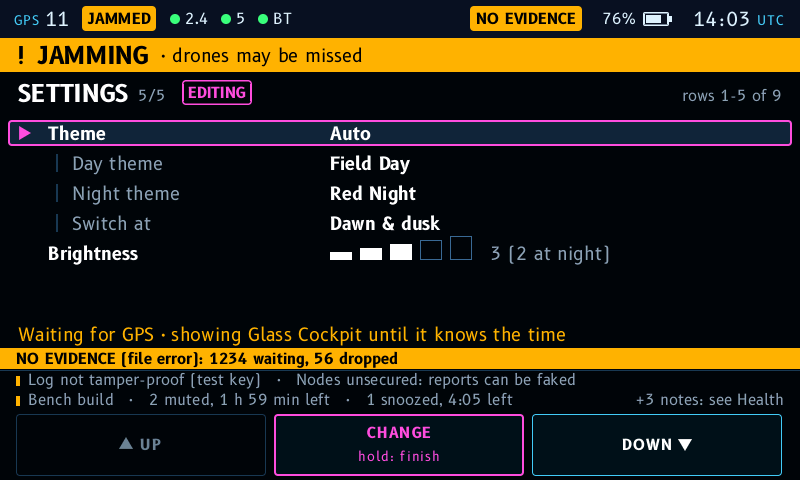 GPS 11 JAMMED 2.4 5 BT NO EVIDENCE 76% 14:03 UTC
! JAMMING · drones may be missed
SETTINGS 5/5 EDITING rows 1-5 of 9
▶ Theme Auto
Day theme Field Day
Night theme Red Night
Switch at Dawn & dusk
Brightness 3 (2 at night)
Waiting for GPS · showing Glass Cockpit until it knows the time
NO EVIDENCE (file error): 1234 waiting, 56 dropped
Log not tamper-proof (test key) · Nodes unsecured: reports can be faked
Bench build · 2 muted, 1 h 59 min left · 1 snoozed, 4:05 left +3 notes: see Health
▲ UP CHANGE DOWN ▼
hold: finish